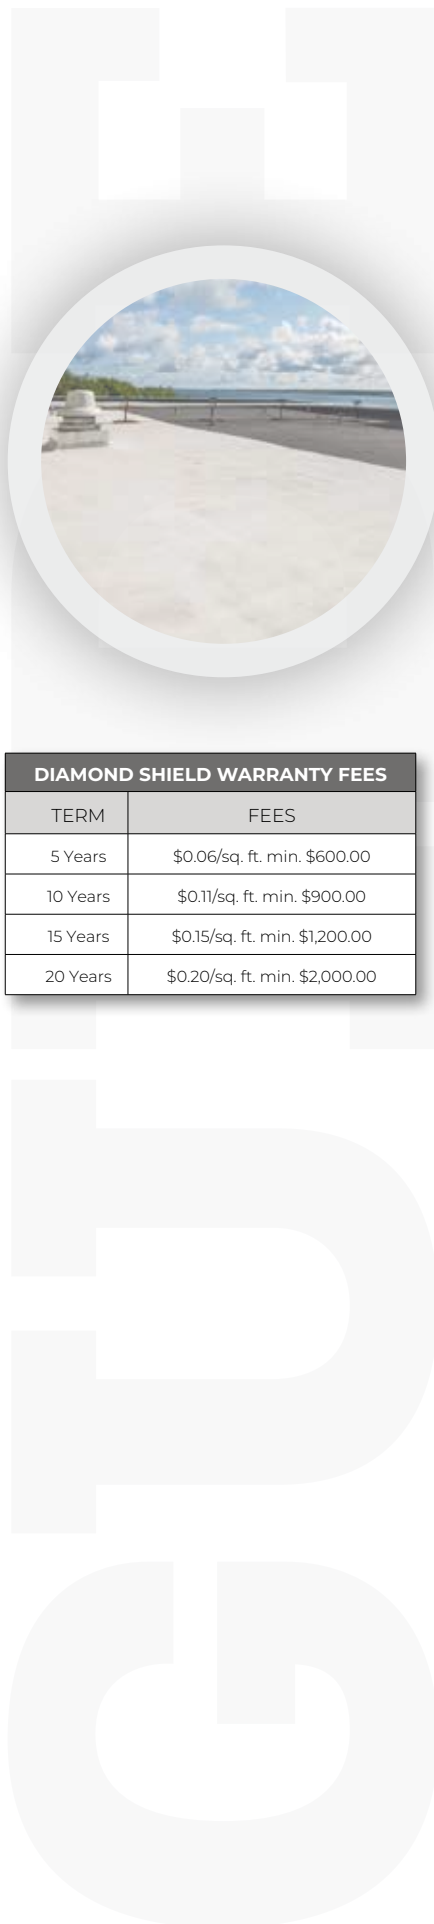 DIAMOND SHIELD WARRANTY FEES
TERM FEES
5 Years $0.06/sq. ft. min. $600.00
10 Years $0.11/sq. ft. min. $900.00
15 Years $0.15/sq. ft. min. $1,200.00
20 Years $0.20/sq. ft. min. $2,000.00
GUIDE